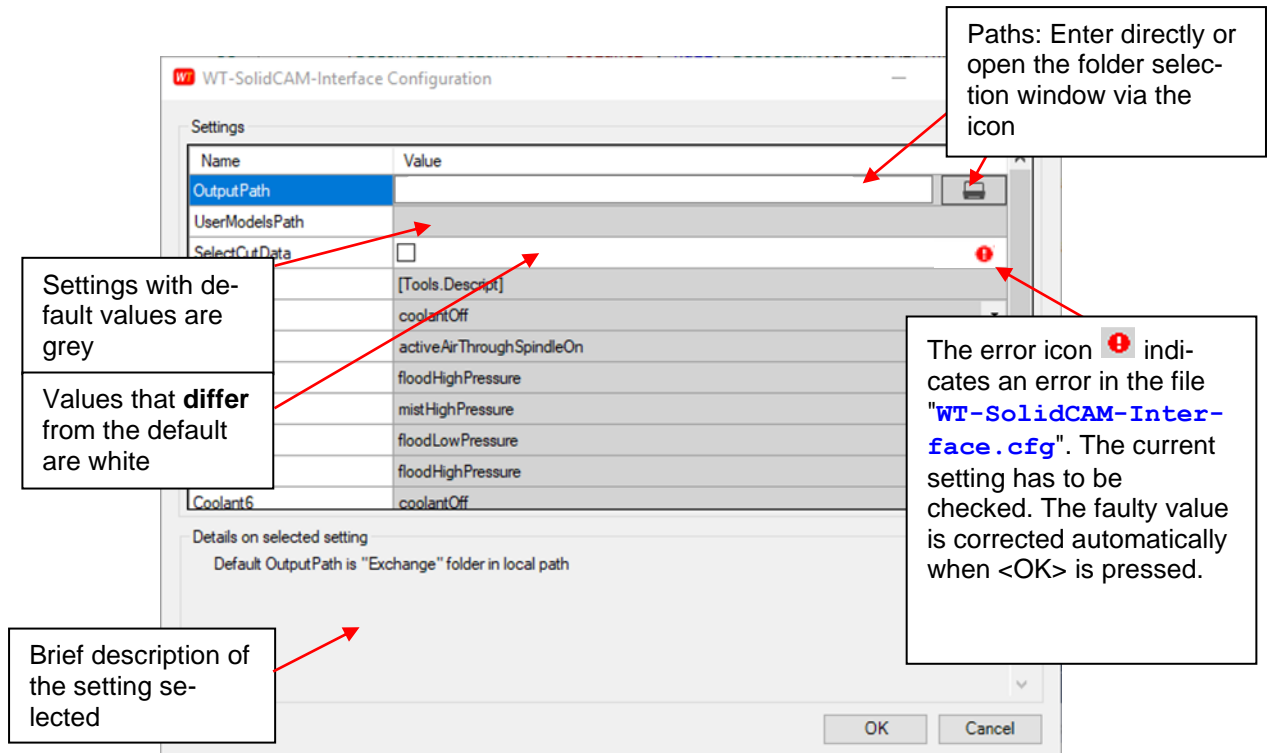 Paths: Enter directly or
open the folder selec-
tion window via the
icon
WT WT-SolidCAM-Interface Configuration
Settings
Name Value
OutputPath
UserModelsPath
SelectCutData
[Tools.Descript]
coolantOff
activeAirThroughSpindleOn
floodHighPressure
mistHighPressure
floodLowPressure
floodHighPressure
Coolant6 coolantOff
Settings with de-
fault values are
grey
Values that differ
from the default
are white
The error icon indi-
cates an error in the file
"WT-SolidCAM-Inter-
face.cfg". The current
setting has to be
checked. The faulty value
is corrected automatically
when <OK> is pressed.
Details on selected setting
Default OutputPath is "Exchange" folder in local path
Brief description of
the setting se-
lected
OK Cancel